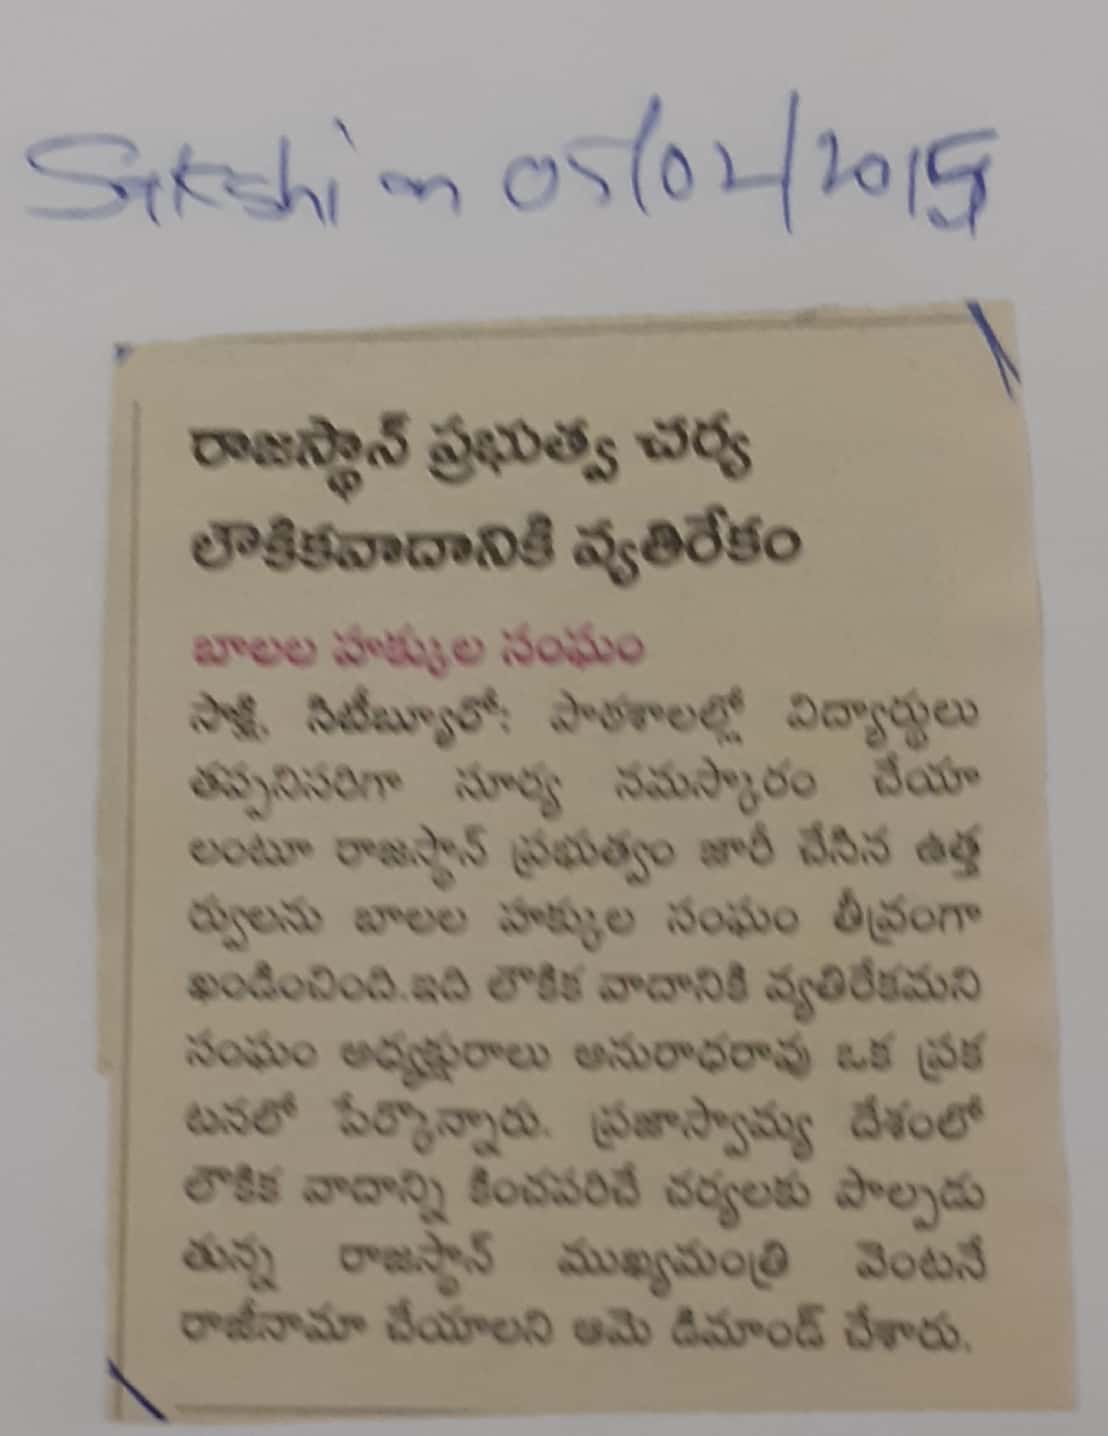 Sakshi on 05/02/2015
రాజస్థాన్ ప్రభుత్వ చర్య
లౌకికవాదానికి వ్యతిరేకం
బాలల హక్కుల సంఘం
సాక్షి, సిటీబ్యూరో: పాఠశాలల్లో విద్యార్థులు
తప్పనిసరిగా సూర్య నమస్కారం చేయా
లంటూ రాజస్థాన్ ప్రభుత్వం జారీ చేసిన ఉత్త
ర్వులను బాలల హక్కుల సంఘం తీవ్రంగా
ఖండించింది.ఇది లౌకిక వాదానికి వ్యతిరేకమని
సంఘం అధ్యక్షురాలు అనురాధరావు ఒక ప్రక
టనలో పేర్కొన్నారు. ప్రజాస్వామ్య దేశంలో
లౌకిక వాదాన్ని కించపరిచే చర్యలకు పాల్పడు
తున్న రాజస్థాన్ ముఖ్యమంత్రి వెంటనే
రాజీనామా చేయాలని ఆమె డిమాండ్ చేశారు.